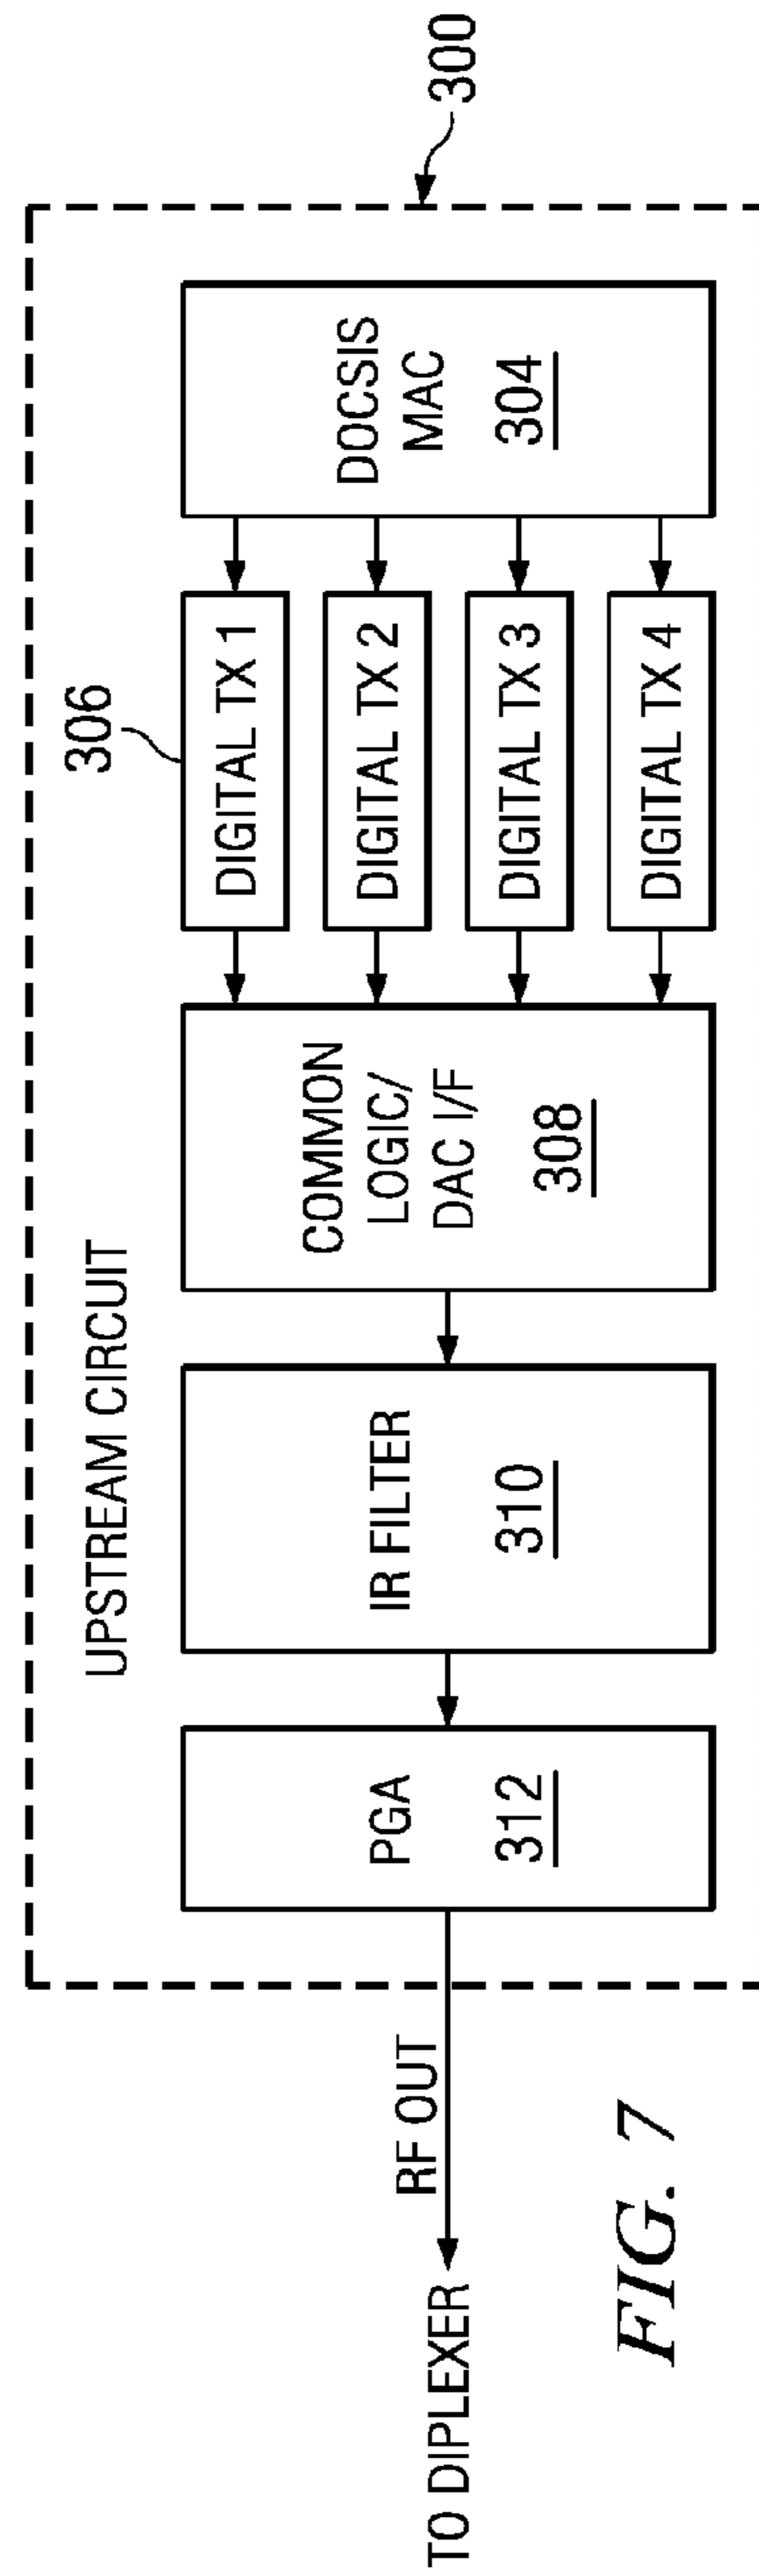 300
UPSTREAM CIRCUIT
306
TO DIPLEXER
RF OUT
PGA
312
IR FILTER
310
COMMON
LOGIC/
DAC I/F
308
DIGITAL TX 1
DIGITAL TX 2
DIGITAL TX 3
DIGITAL TX 4
DOCSIS
MAC
304
FIG. 7